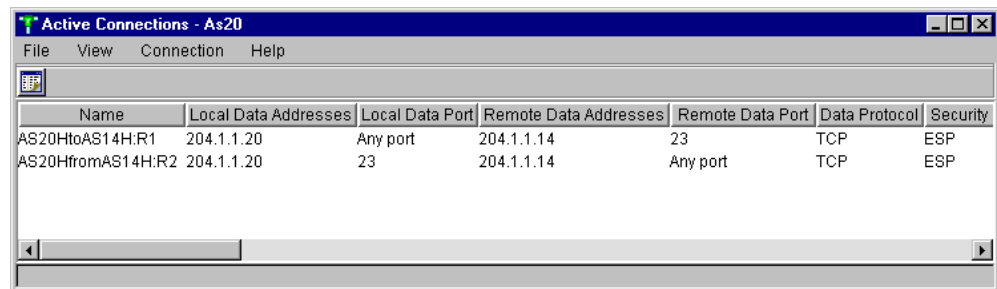 Active Connections - As20
File View Connection Help
Name Local Data Addresses Local Data Port Remote Data Addresses Remote Data Port Data Protocol Security
AS20HtoAS14H:R1 204.1.1.20 Any port 204.1.1.14 23 TCP ESP
AS20HfromAS14H:R2 204.1.1.20 23 204.1.1.14 Any port TCP ESP